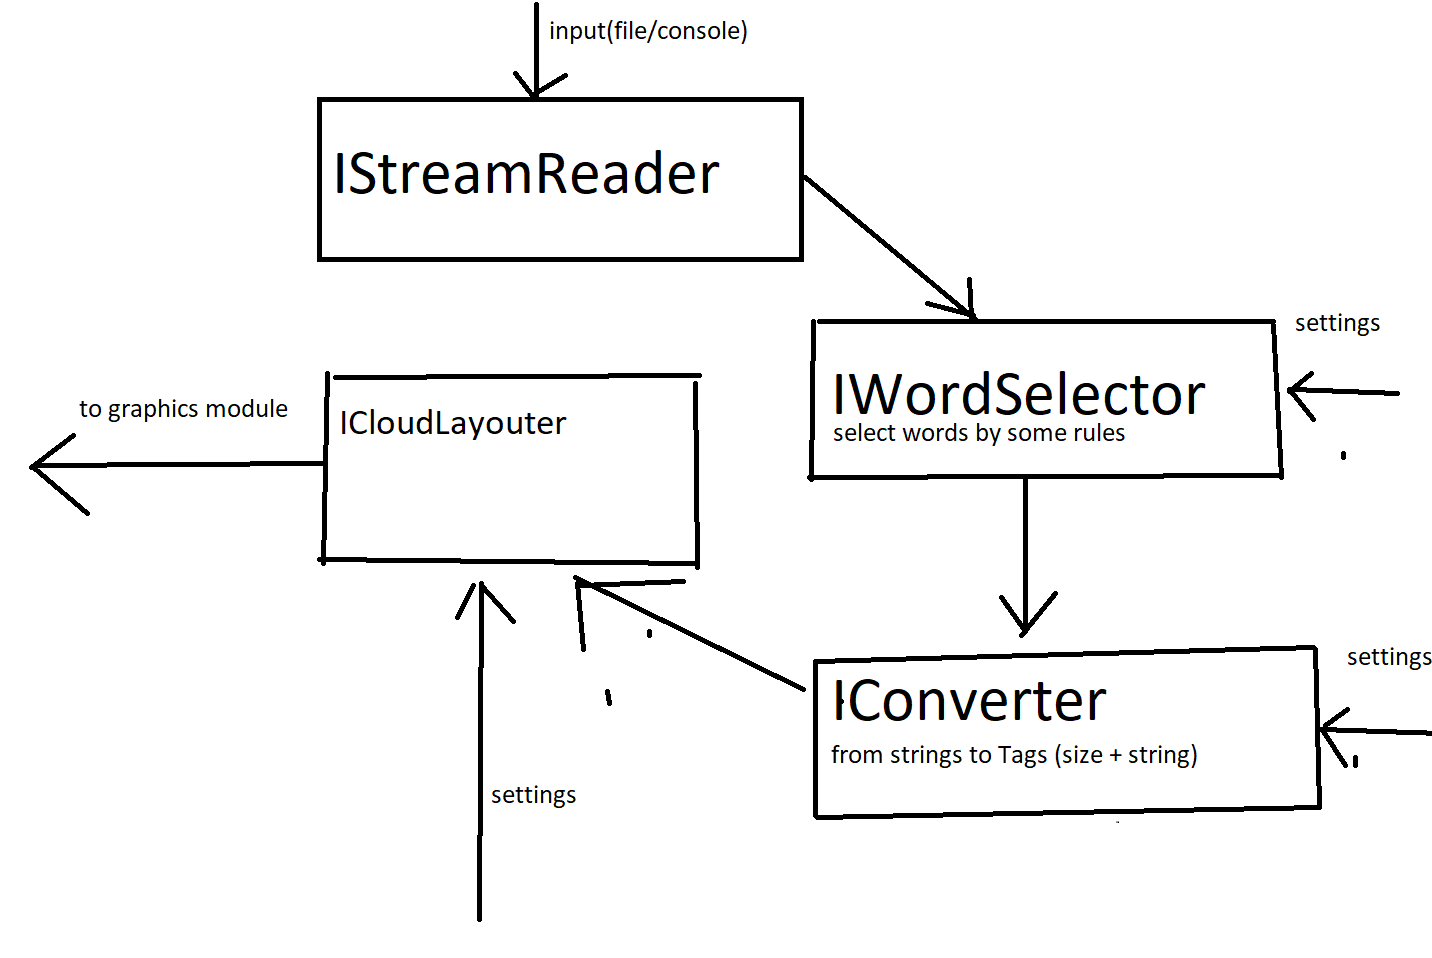 input(file/console)
IStreamReader
settings
IWordSelector
select words by some rules
to graphics module
ICloudLayouter
settings
IConverter
from strings to Tags (size + string)
settings